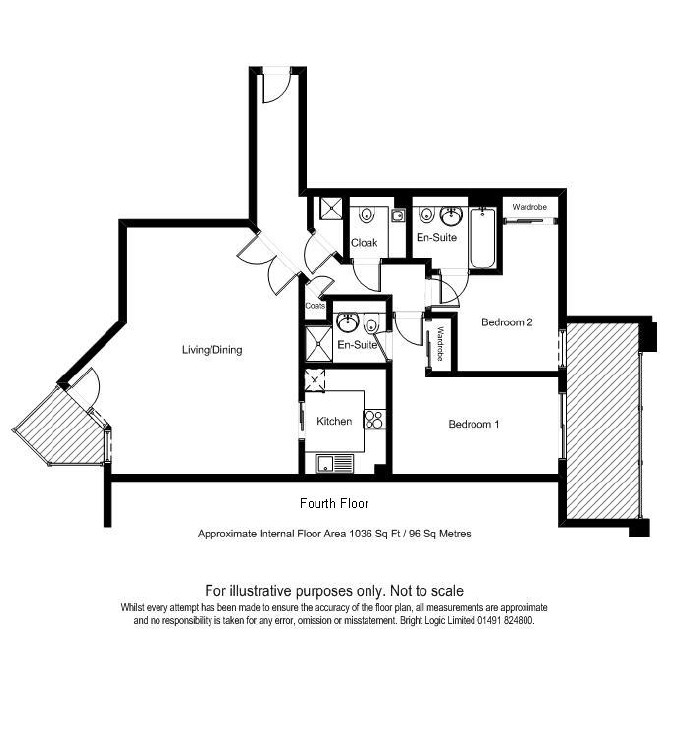 Wardrobe
Cloak
En-Suite
Coats
Bedroom 2
Living/Dining
En-Suite
Wardrobe
Kitchen
Bedroom 1
Fourth Floor
Approximate Internal Floor Area 1036 Sq Ft / 96 Sq Metres
For illustrative purposes only. Not to scale
Whilst every attempt has been made to ensure the accuracy of the floor plan, all measurements are approximate
and no responsibility is taken for any error, omission or misstatement. Bright Logic Limited 01491 824800.